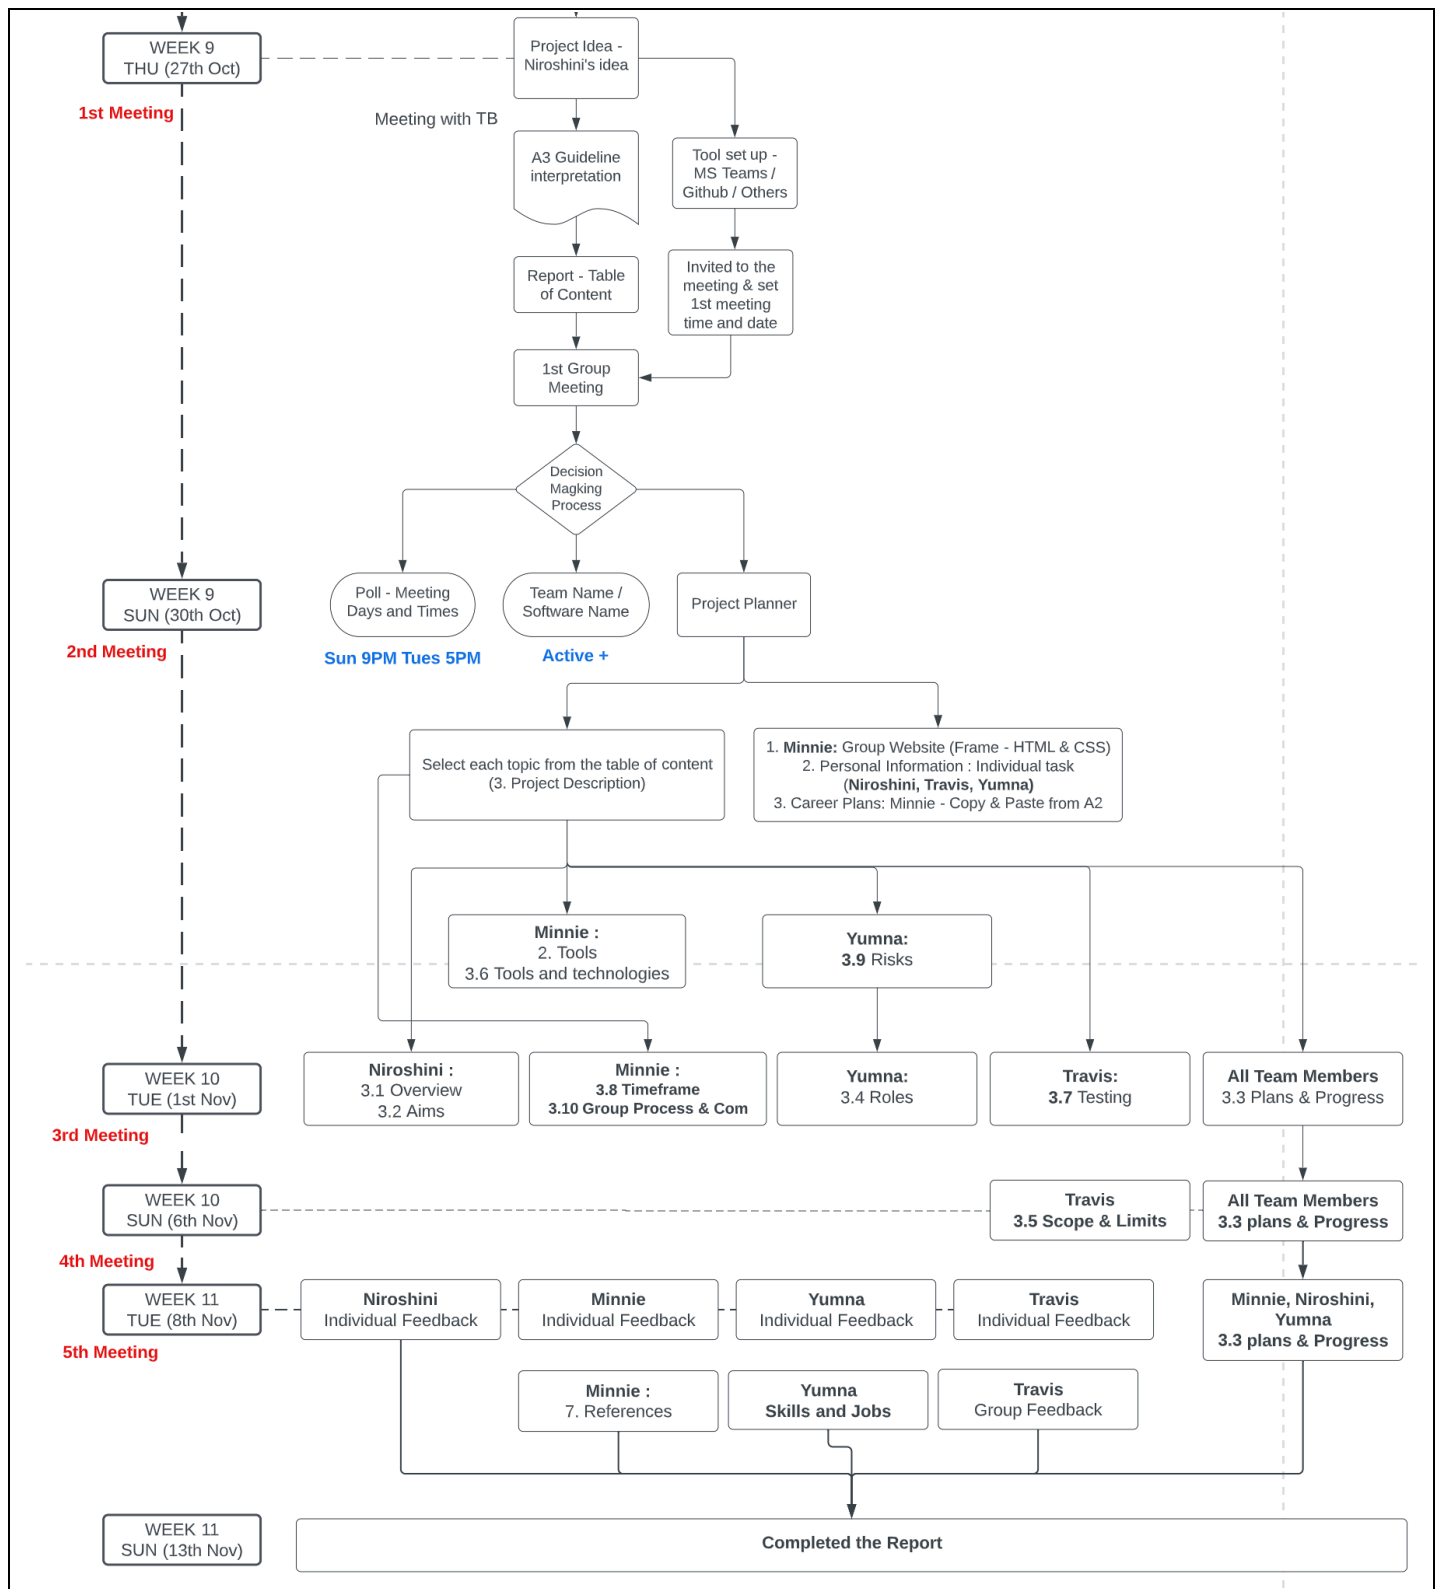 WEEK 9
THU (27th Oct)
Project Idea -
Niroshini's idea
1st Meeting
Meeting with TB
A3 Guideline
interpretation
Tool set up -
MS Teams /
Github / Others
Report - Table
of Content
Invited to the
meeting & set
1st meeting
time and date
1st Group
Meeting
Decision
Magking
Process
WEEK 9
SUN (30th Oct)
Poll - Meeting
Days and Times
Team Name /
Software Name
Project Planner
2nd Meeting
Sun 9PM Tues 5PM
Active +
Select each topic from the table of content
(3. Project Description)
1. Minnie: Group Website (Frame - HTML & CSS)
2. Personal Information : Individual task
(Niroshini, Travis, Yumna)
3. Career Plans: Minnie - Copy & Paste from A2
Minnie :
2. Tools
3.6 Tools and technologies
Yumna:
3.9 Risks
WEEK 10
TUE (1st Nov)
Niroshini :
3.1 Overview
3.2 Aims
Minnie :
3.8 Timeframe
3.10 Group Process & Com
Yumna:
3.4 Roles
Travis:
3.7 Testing
All Team Members
3.3 Plans & Progress
3rd Meeting
WEEK 10
SUN (6th Nov)
Travis
3.5 Scope & Limits
All Team Members
3.3 plans & Progress
4th Meeting
WEEK 11
TUE (8th Nov)
Niroshini
Individual Feedback
Minnie
Individual Feedback
Yumna
Individual Feedback
Travis
Individual Feedback
Minnie, Niroshini,
Yumna
3.3 plans & Progress
5th Meeting
Minnie :
7. References
Yumna
Skills and Jobs
Travis
Group Feedback
WEEK 11
SUN (13th Nov)
Completed the Report